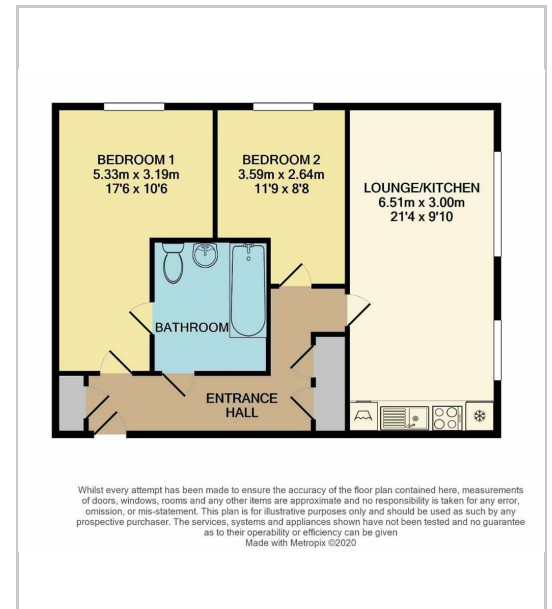 BEDROOM 1
5.33m x 3.19m
17'6 x 10'6
BEDROOM 2
3.59m x 2.64m
11'9 x 8'8
LOUNGE/KITCHEN
6.51m x 3.00m
21'4 x 9'10
BATHROOM
ENTRANCE
HALL
Whilst every attempt has been made to ensure the accuracy of the floor plan contained here, measurements
of doors, windows, rooms and any other items are approximate and no responsibility is taken for any error,
omission, or mis-statement. This plan is for illustrative purposes only and should be used as such by any
prospective purchaser. The services, systems and appliances shown have not been tested and no guarantee
as to their operability or efficiency can be given
Made with Metropix ©2020